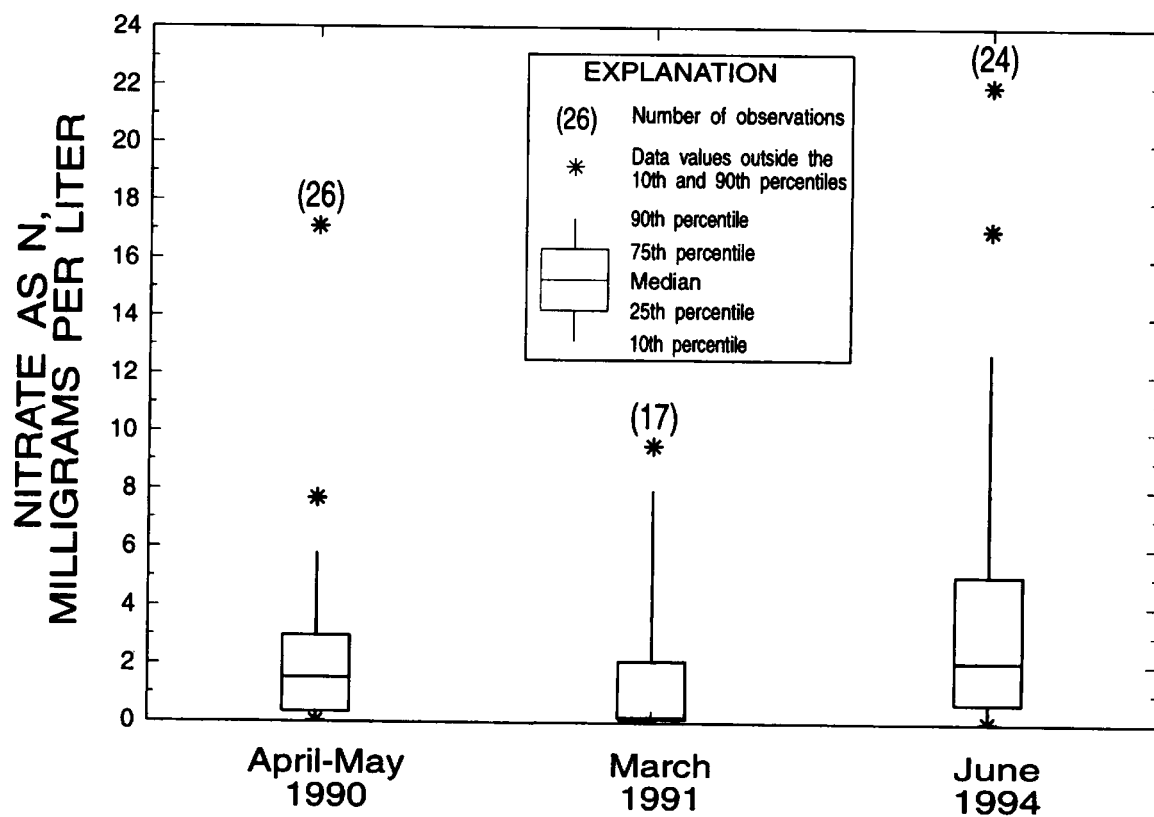 NITRATE AS N,
MILLIGRAMS PER LITER
24
22
20
18
16
14
12
10
8
6
4
2
0
EXPLANATION
(26) Number of observations
* Data values outside the
10th and 90th percentiles
90th percentile
75th percentile
Median
25th percentile
10th percentile
(26)
(17)
(24)
April-May
1990
March
1991
June
1994